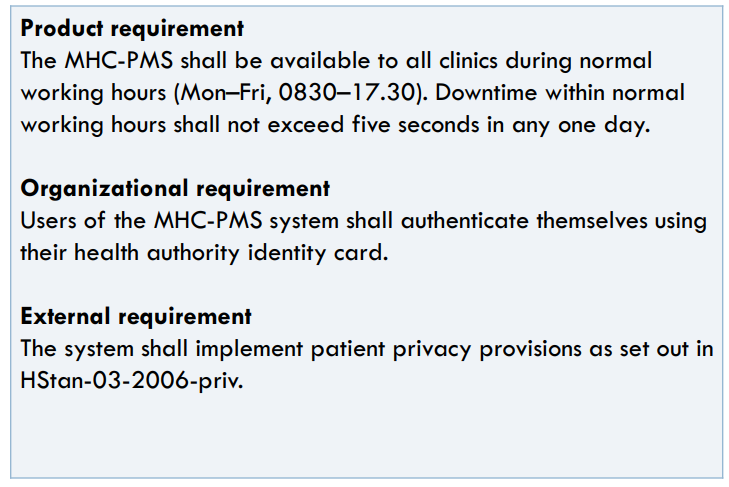 Product requirement
The MHC-PMS shall be available to all clinics during normal
working hours (Mon–Fri, 0830–17.30). Downtime within normal
working hours shall not exceed five seconds in any one day.
Organizational requirement
Users of the MHC-PMS system shall authenticate themselves using
their health authority identity card.
External requirement
The system shall implement patient privacy provisions as set out in
HStan-03-2006-priv.